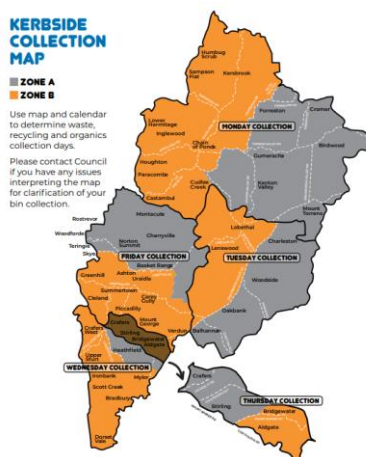 KERBSIDE
COLLECTION
MAP
ZONE A
ZONE B
Use map and calendar
to determine waste,
recycling and organics
collection days.
Please contact Council
if you have any issues
interpreting the map
for clarification of your
bin collection.
Humbug
Scrub
Sampson
Flat
Kersbrook
Lower
Hermitage
Inglewood
Forreston
Cromer
MONDAY COLLECTION
Birdwood
Chain
of Ponds
Gumeracha
Houghton
Paracombe
Cudlee
Creek
Kenton
Valley
Castambul
Mount
Torrens
Rostrevor
Montacute
Woodforde
Cherryville
Lobethal
Teringie
Norton
Summit
Charleston
Lenswood
Skye
FRIDAY COLLECTION
TUESDAY COLLECTION
Basket Range
Greenhill
Ashton
Uraidla
Woodside
Summertown
Cleland
Carey
Gully
Oakbank
Piccadilly
Mount
George
Verdun
Balhannah
Crafers
West
Crafers
Stirling
Bridgewater
Aldgate
Upper
Sturt
Heathfield
WEDNESDAY COLLECTION
Ironbank
Mylor
Scott Creek
Bradbury
Dorset
Vale
Crafers
Stirling
THURSDAY COLLECTION
Bridgewater
Aldgate